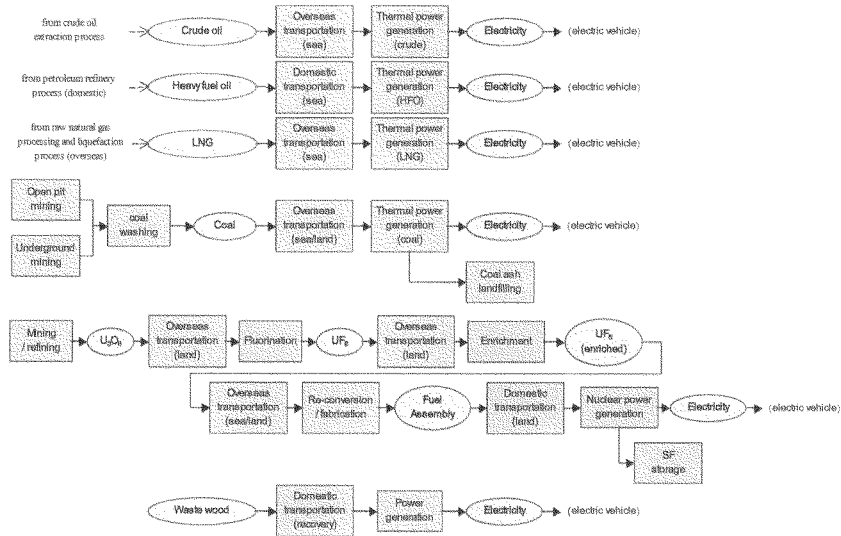 from crude oil
extraction process
Crude oil
Overseas
transportation
(sea)
Thermal power
generation
(crude)
Electricity
(electric vehicle)
from petroleum refinery
process (domestic)
Heavy fuel oil
Domestic
transportation
(sea)
Thermal power
generation
(HFO)
Electricity
(electric vehicle)
from raw natural gas
processing and liquefaction
process (overseas)
LNG
Overseas
transportation
(sea)
Thermal power
generation
(LNG)
Electricity
(electric vehicle)
Open pit
mining
Underground
mining
coal
washing
Coal
Overseas
transportation
(sea/land)
Thermal power
generation
(coal)
Electricity
(electric vehicle)
Coal ash
landfilling
Mining
/ refining
U₃O₈
Overseas
transportation
(land)
Fluorination
UF₆
Overseas
transportation
(land)
Enrichment
UF₆
(enriched)
Overseas
transportation
(sea/land)
Re-conversion
/ fabrication
Fuel
Assembly
Domestic
transportation
(land)
Nuclear power
generation
Electricity
(electric vehicle)
SF
storage
Waste wood
Domestic
transportation
(recovery)
Power
generation
Electricity
(electric vehicle)